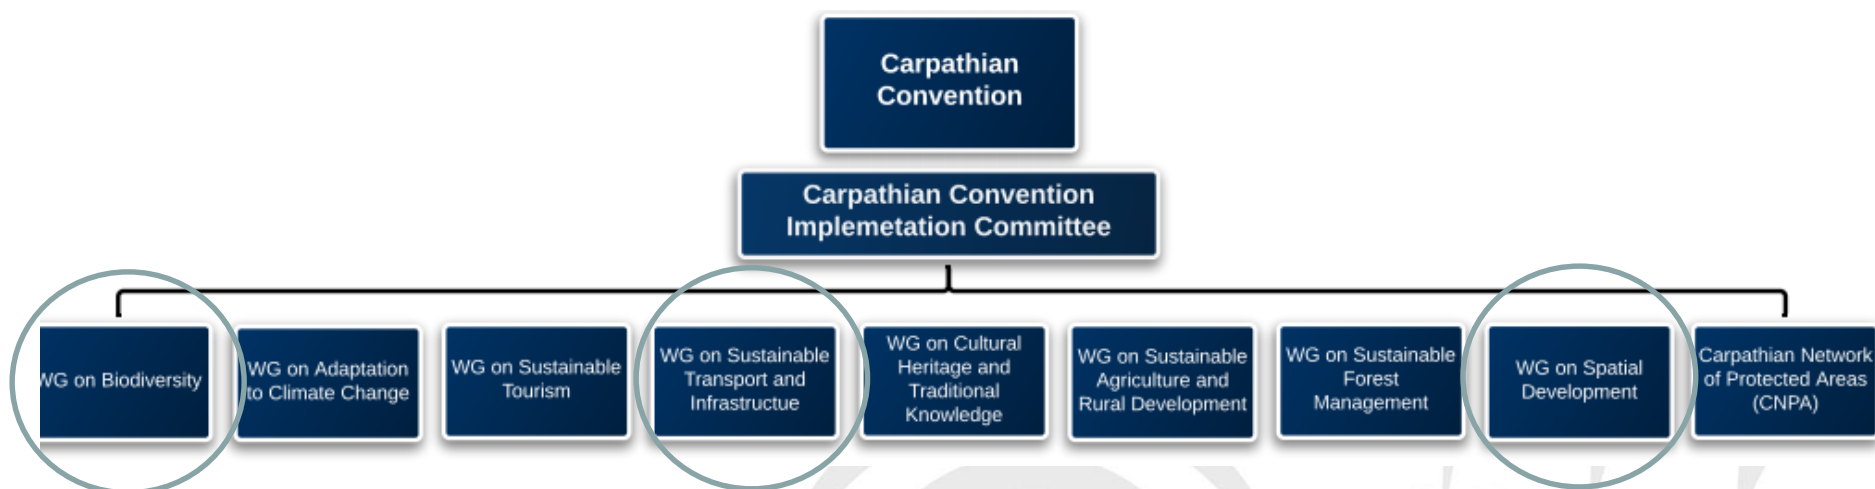 Carpathian
Convention
Carpathian Convention
Implemetation Committee
WG on Biodiversity
WG on Adaptation
to Climate Change
WG on Sustainable
Tourism
WG on Sustainable
Transport and
Infrastructue
WG on Cultural
Heritage and
Traditional
Knowledge
WG on Sustainable
Agriculture and
Rural Development
WG on Sustainable
Forest
Management
WG on Spatial
Development
Carpathian Network
of Protected Areas
(CNPA)